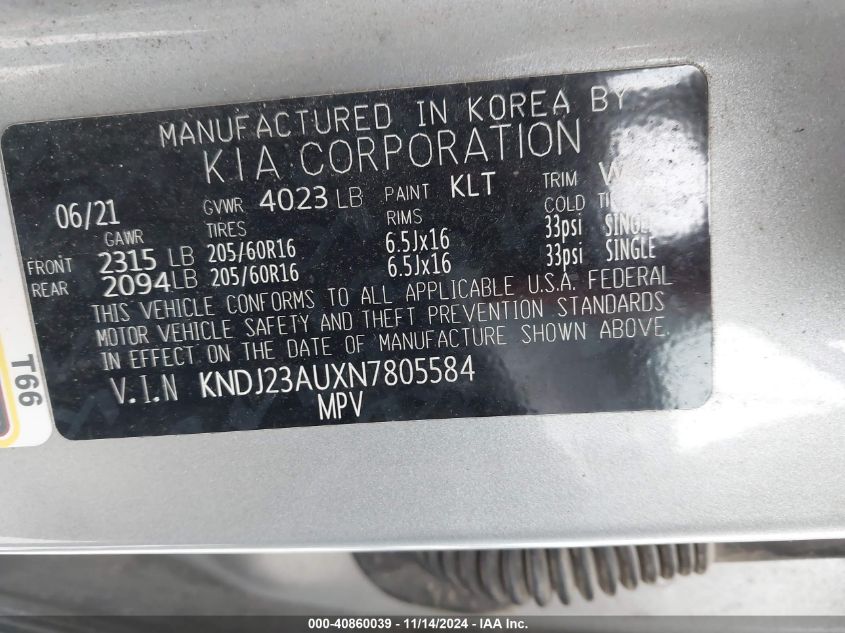 MANUFACTURED IN KOREA BY
KIA CORPORATION
06/21 GVWR 4023 LB PAINT KLT TRIM
GAWR TIRES RIMS COLD
FRONT 2315 LB 205/60R16 6.5Jx16 33psi SINGLE
REAR 2094 LB 205/60R16 6.5Jx16 33psi SINGLE
THIS VEHICLE CONFORMS TO ALL APPLICABLE U.S.A. FEDERAL
MOTOR VEHICLE SAFETY AND THEFT PREVENTION STANDARDS
IN EFFECT ON THE DATE OF MANUFACTURE SHOWN ABOVE.
V.I.N KNDJ23AUXN7805584
MPV
T66
000-40860039 - 11/14/2024 - IAA Inc.